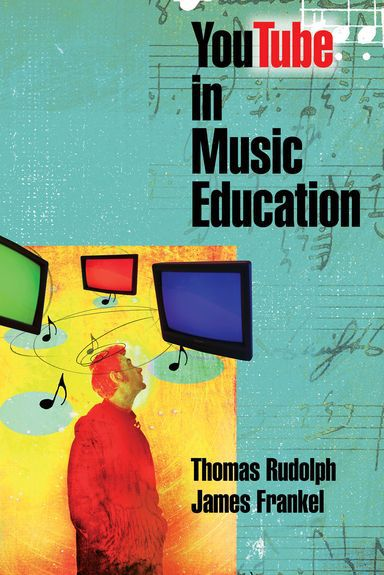 YouTube
in
Music
Education
Thomas Rudolph
James Frankel